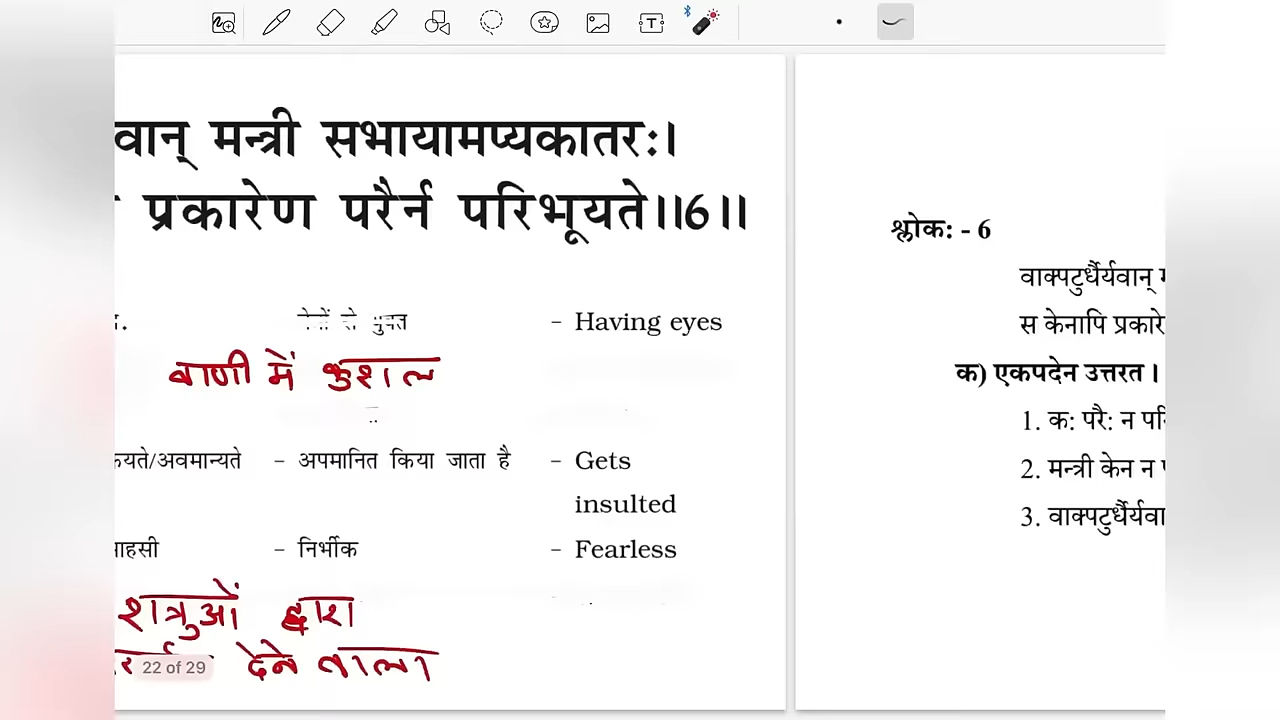 वान् मन्त्री सभायामप्यकातरः।
प्रकारेण परैर्न परिभूयते।।6।।
– Having eyes
वाणी में कुशल
क्यते/अवमान्यते – अपमानित किया जाता है – Gets
insulted
गहसी – निर्भीक – Fearless
शत्रुओं द्वारा
देने वाला
22 of 29
श्लोक: - 6
वाक्पटुर्धैर्यवान्
स केनापि प्रकारे
क) एकपदेन उत्तरत।
1. क: परै: न परि
2. मन्त्री केन न
3. वाक्पटुर्धैर्यवा